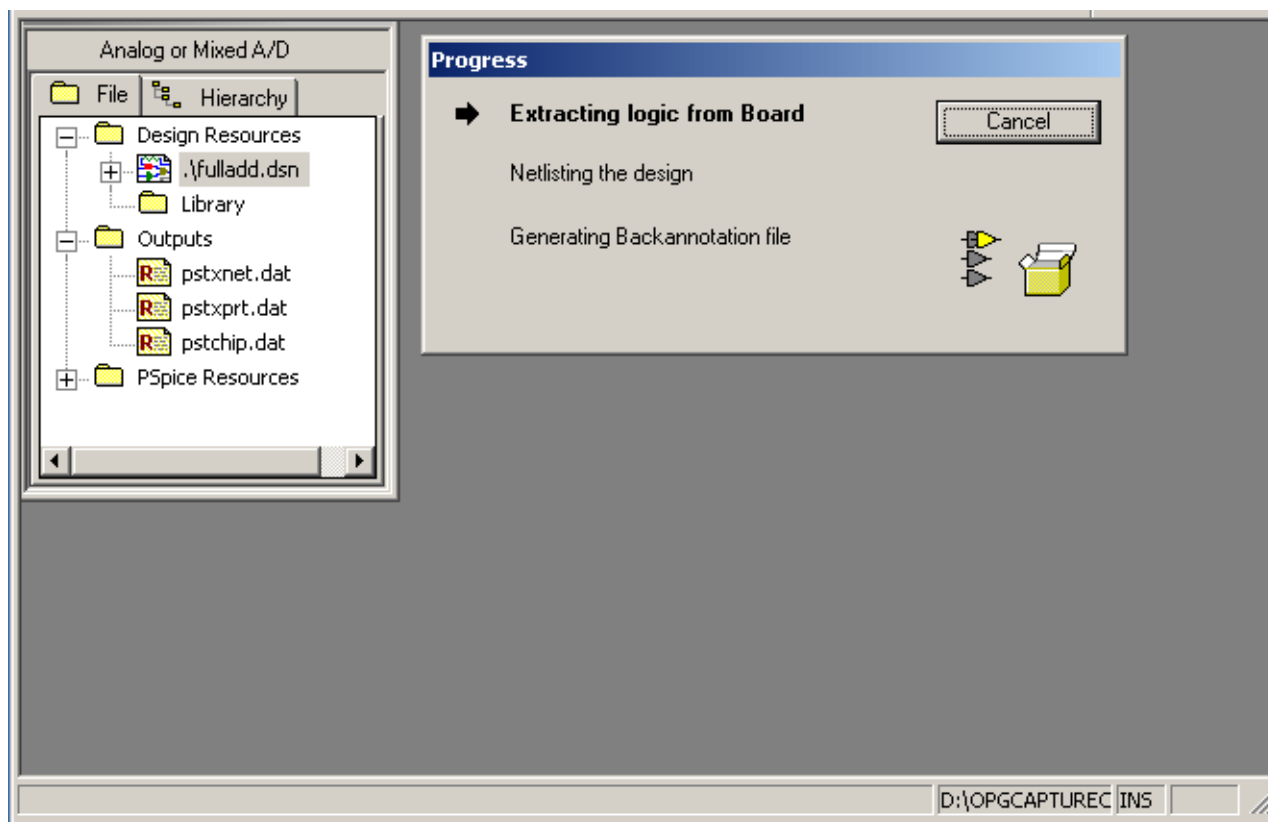 Analog or Mixed A/D
File
Hierarchy
Design Resources
.\fulladd.dsn
Library
Outputs
R pstxnet.dat
R pstxprt.dat
R pstchip.dat
PSpice Resources
Progress
Extracting logic from Board
Cancel
Netlisting the design
Generating Backannotation file
D:\OPGCAPTUREC INS